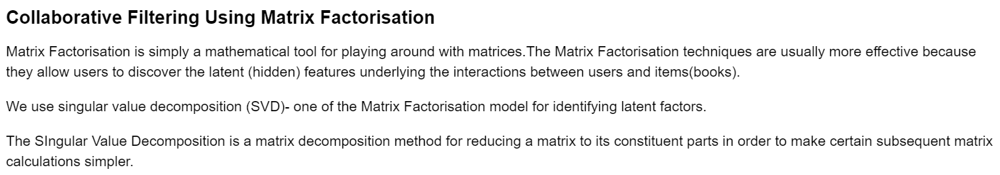 Collaborative Filtering Using Matrix Factorisation
Matrix Factorisation is simply a mathematical tool for playing around with matrices.The Matrix Factorisation techniques are usually more effective because
they allow users to discover the latent (hidden) features underlying the interactions between users and items(books).
We use singular value decomposition (SVD)- one of the Matrix Factorisation model for identifying latent factors.
The SIngular Value Decomposition is a matrix decomposition method for reducing a matrix to its constituent parts in order to make certain subsequent matrix
calculations simpler.